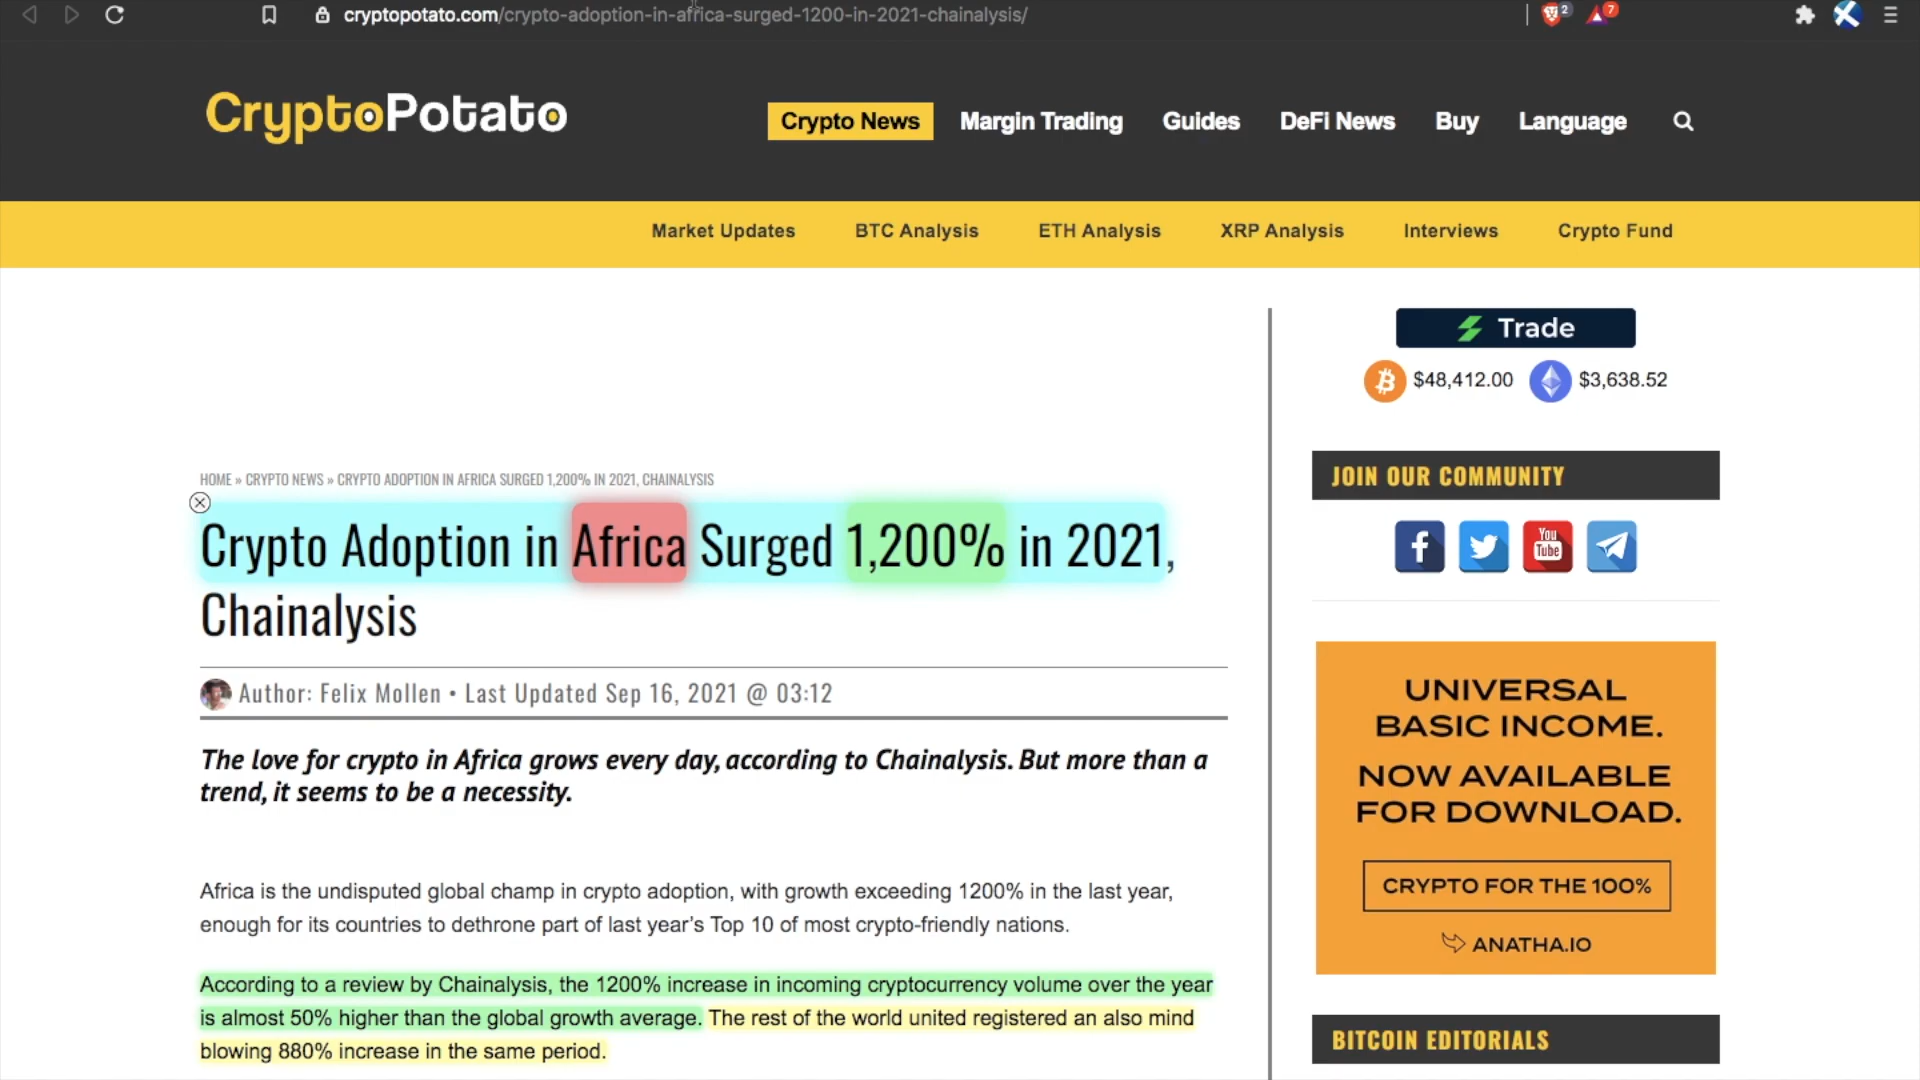 cryptopotato.com/crypto-adoption-in-africa-surged-1200-in-2021-chainalysis/
2
7
CryptoPotato
Crypto News Margin Trading Guides DeFi News Buy Language
Market Updates BTC Analysis ETH Analysis XRP Analysis Interviews Crypto Fund
Trade
$48,412.00 $3,638.52
HOME » CRYPTO NEWS » CRYPTO ADOPTION IN AFRICA SURGED 1,200% IN 2021, CHAINALYSIS
Crypto Adoption in Africa Surged 1,200% in 2021,
Chainalysis
Author: Felix Mollen • Last Updated Sep 16, 2021 @ 03:12
The love for crypto in Africa grows every day, according to Chainalysis. But more than a
trend, it seems to be a necessity.
Africa is the undisputed global champ in crypto adoption, with growth exceeding 1200% in the last year,
enough for its countries to dethrone part of last year's Top 10 of most crypto-friendly nations.
According to a review by Chainalysis, the 1200% increase in incoming cryptocurrency volume over the year
is almost 50% higher than the global growth average. The rest of the world united registered an also mind
blowing 880% increase in the same period.
JOIN OUR COMMUNITY
You
Tube
UNIVERSAL
BASIC INCOME.
NOW AVAILABLE
FOR DOWNLOAD.
CRYPTO FOR THE 100%
ANATHA.IO
BITCOIN EDITORIALS